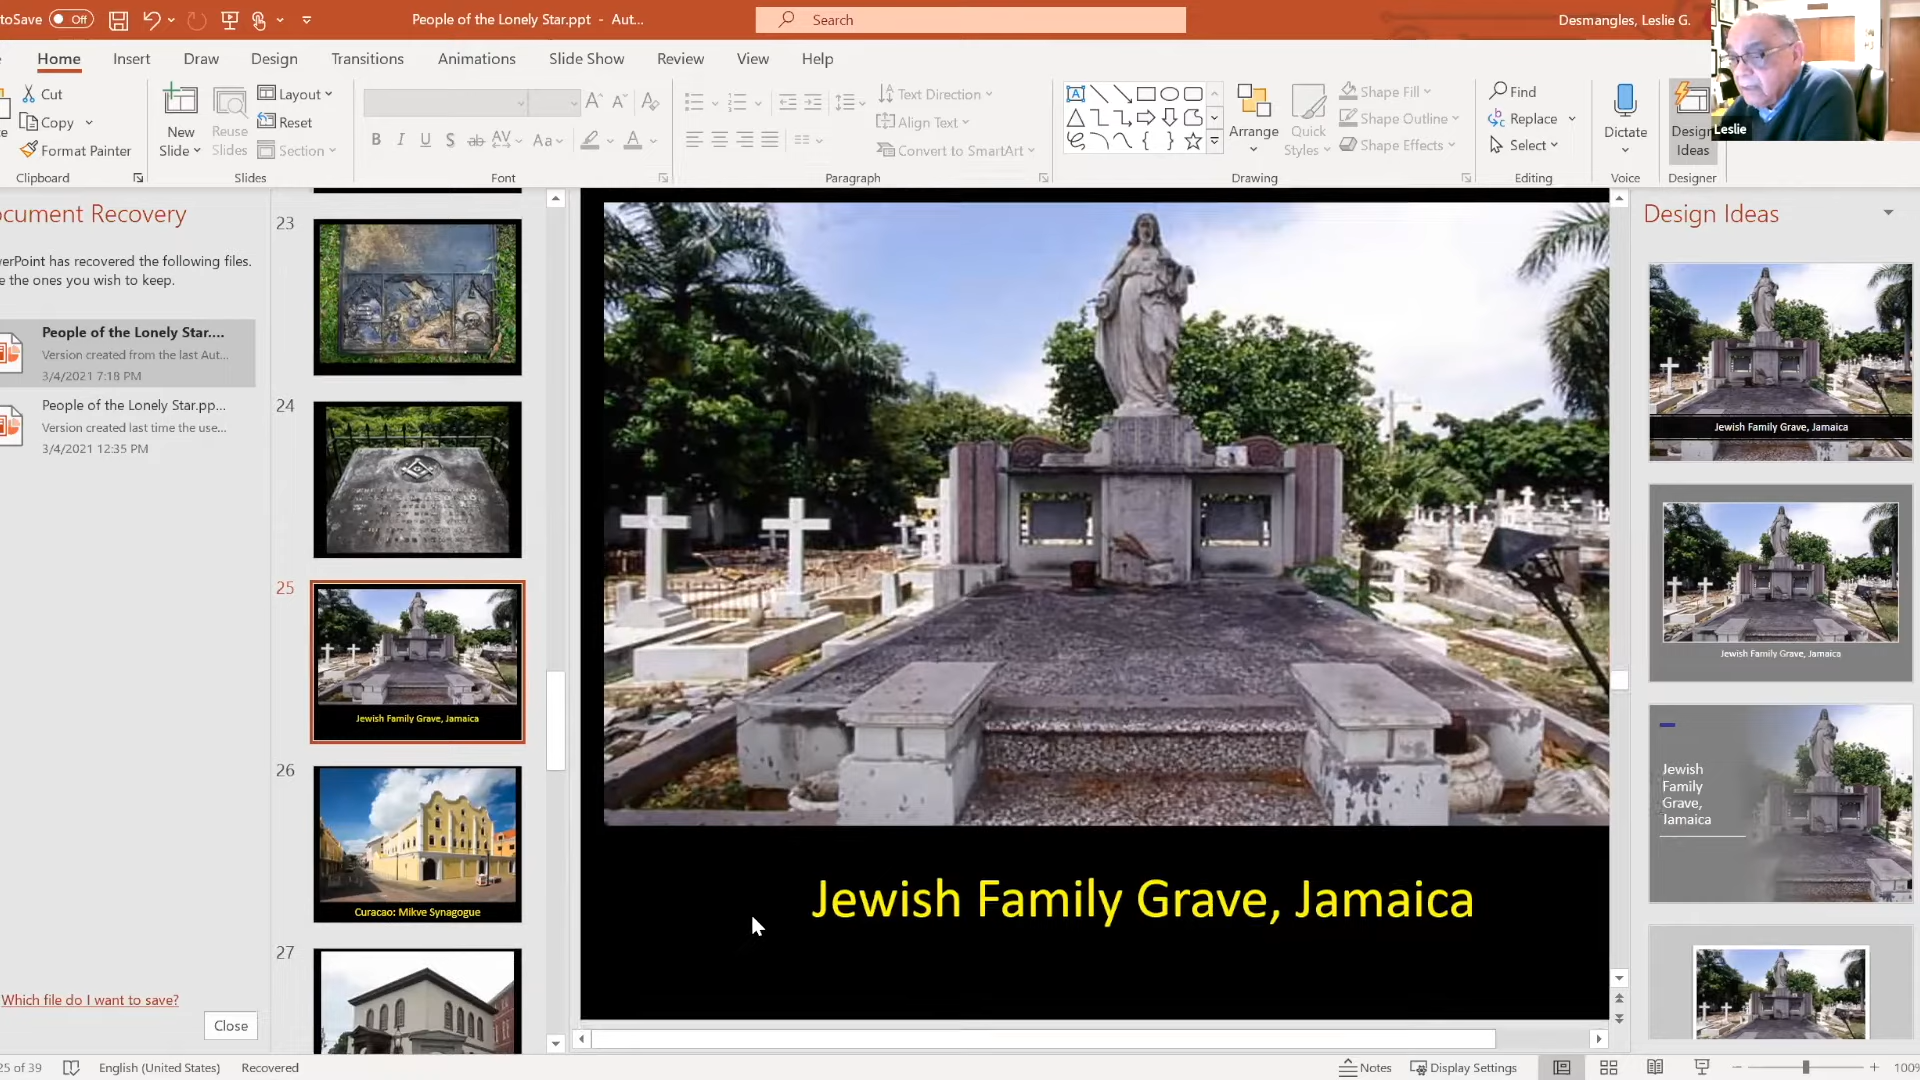 toSave Off
People of the Lonely Star.ppt - Aut...
Search
Desmangles, Leslie G.
Home Insert Draw Design Transitions Animations Slide Show Review View Help
Cut
Copy
Format Painter
Clipboard
New
Slide
Reuse
Slides
Layout
Reset
Section
Slides
B I U S ab AV Aa A
Font
Text Direction
Align Text
Convert to SmartArt
Paragraph
Arrange
Quick
Styles
Shape Fill
Shape Outline
Shape Effects
Drawing
Find
Replace
Select
Editing
Dictate
Voice
Design
Ideas
Designer
Leslie
ocument Recovery
verPoint has recovered the following files.
e the ones you wish to keep.
People of the Lonely Star....
Version created from the last Aut...
3/4/2021 7:18 PM
People of the Lonely Star.pp...
Version created last time the use...
3/4/2021 12:35 PM
Which file do I want to save?
Close
23
24
25
Jewish Family Grave, Jamaica
26
Curacao: Mikve Synagogue
27
Jewish Family Grave, Jamaica
Design Ideas
Jewish Family Grave, Jamaica
Jewish Family Grave, Jamaica
Jewish
Family
Grave,
Jamaica
25 of 39
English (United States)
Recovered
Notes
Display Settings
100%